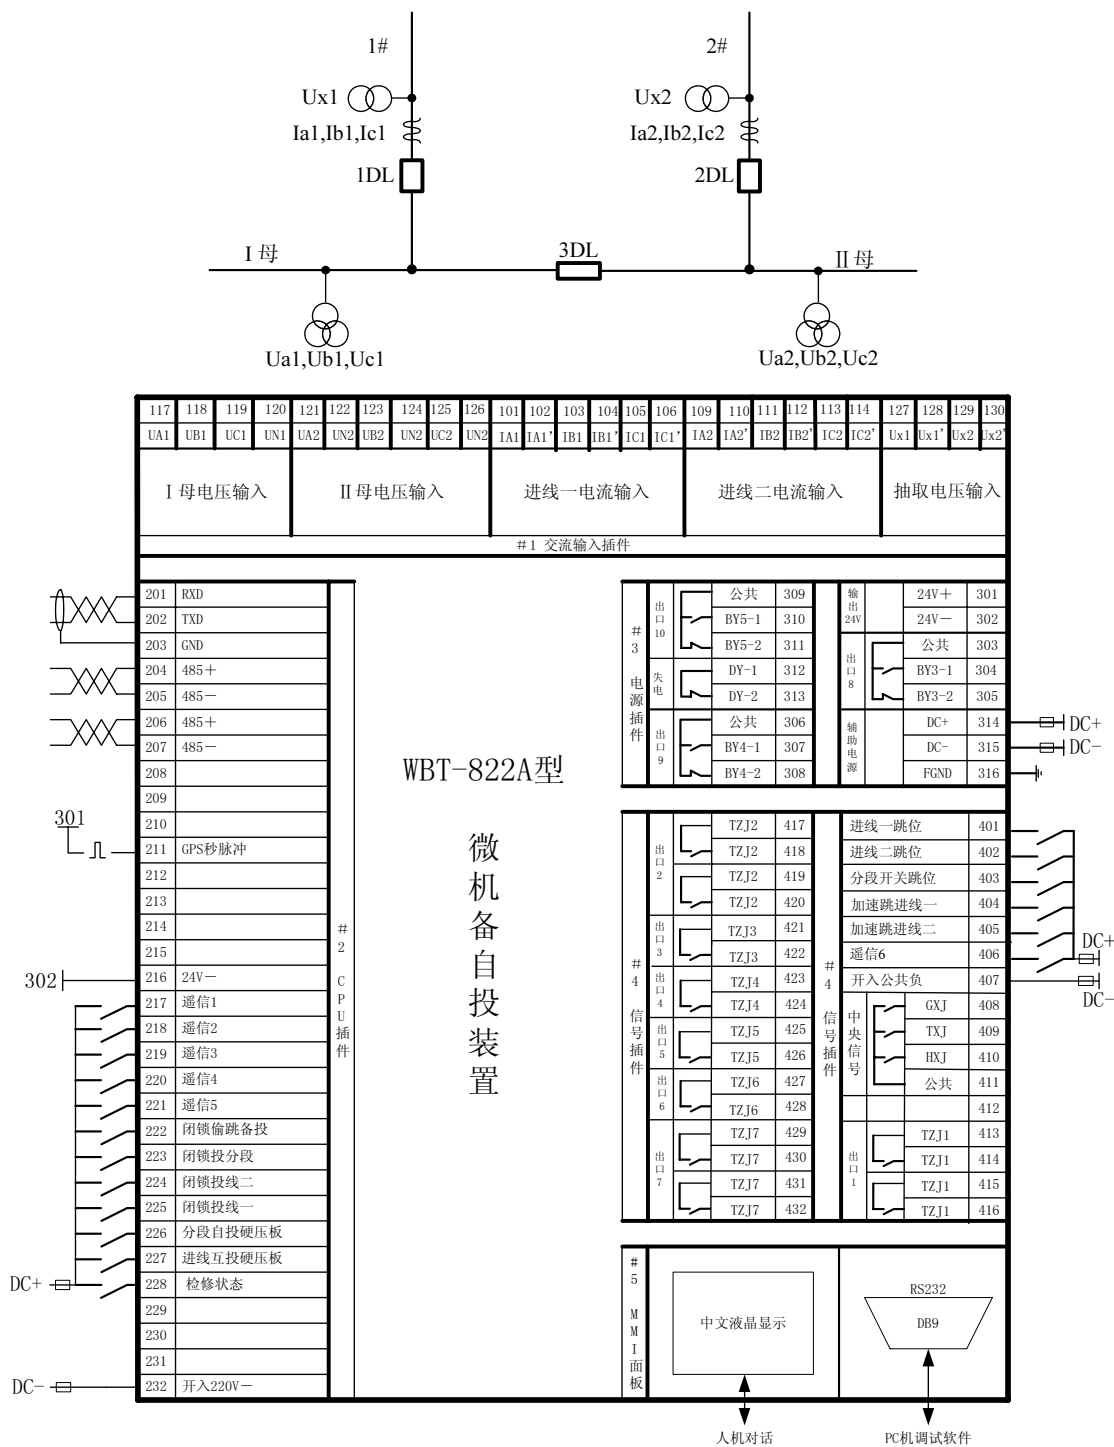 1#
2#
Ux1
Ux2
Ia1,Ib1,Ic1
Ia2,Ib2,Ic2
1DL
2DL
I 母
3DL
II 母
Ua1,Ub1,Uc1
Ua2,Ub2,Uc2
117 118 119 120 121 122 123 124 125 126 101 102 103 104 105 106 109 110 111 112 113 114 127 128 129 130
UA1 UB1 UC1 UN1 UA2 UN2 UB2 UN2 UC2 UN2 IA1 IA1' IB1 IB1' IC1 IC1' IA2 IA2' IB2 IB2' IC2 IC2' Ux1 Ux1' Ux2 Ux2'
I 母电压输入 II 母电压输入 进线一电流输入 进线二电流输入 抽取电压输入
#1 交流输入插件
201 RXD
202 TXD
203 GND
204 485+
205 485-
206 485+
207 485-
208
209
210
301
211 GPS秒脉冲
212
213
214
215
302
216 24V-
217 遥信1
218 遥信2
219 遥信3
220 遥信4
221 遥信5
222 闭锁偷跳备投
223 闭锁投分段
224 闭锁投线二
225 闭锁投线一
226 分段自投硬压板
227 进线互投硬压板
DC+
228 检修状态
229
230
231
DC-
232 开入220V-
#2 CPU插件
WBT-822A型
微机备自投装置
#3 电源插件
出口10
公共 309
BY5-1 310
BY5-2 311
失电
DY-1 312
DY-2 313
出口9
公共 306
BY4-1 307
BY4-2 308
输出24V
24V+ 301
24V- 302
出口8
公共 303
BY3-1 304
BY3-2 305
辅助电源
DC+ 314 DC+
DC- 315 DC-
FGND 316
#4 信号插件
出口2
TZJ2 417
TZJ2 418
TZJ2 419
TZJ2 420
出口3
TZJ3 421
TZJ3 422
出口4
TZJ4 423
TZJ4 424
出口5
TZJ5 425
TZJ5 426
出口6
TZJ6 427
TZJ6 428
出口7
TZJ7 429
TZJ7 430
TZJ7 431
TZJ7 432
#4 信号插件
进线一跳位 401
进线二跳位 402
分段开关跳位 403
加速跳进线一 404
加速跳进线二 405
DC+
遥信6 406
开入公共负 407
DC-
中央信号
GXJ 408
TXJ 409
HXJ 410
公共 411
412
出口1
TZJ1 413
TZJ1 414
TZJ1 415
TZJ1 416
#5 MMI面板
中文液晶显示
RS232
DB9
人机对话
PC机调试软件